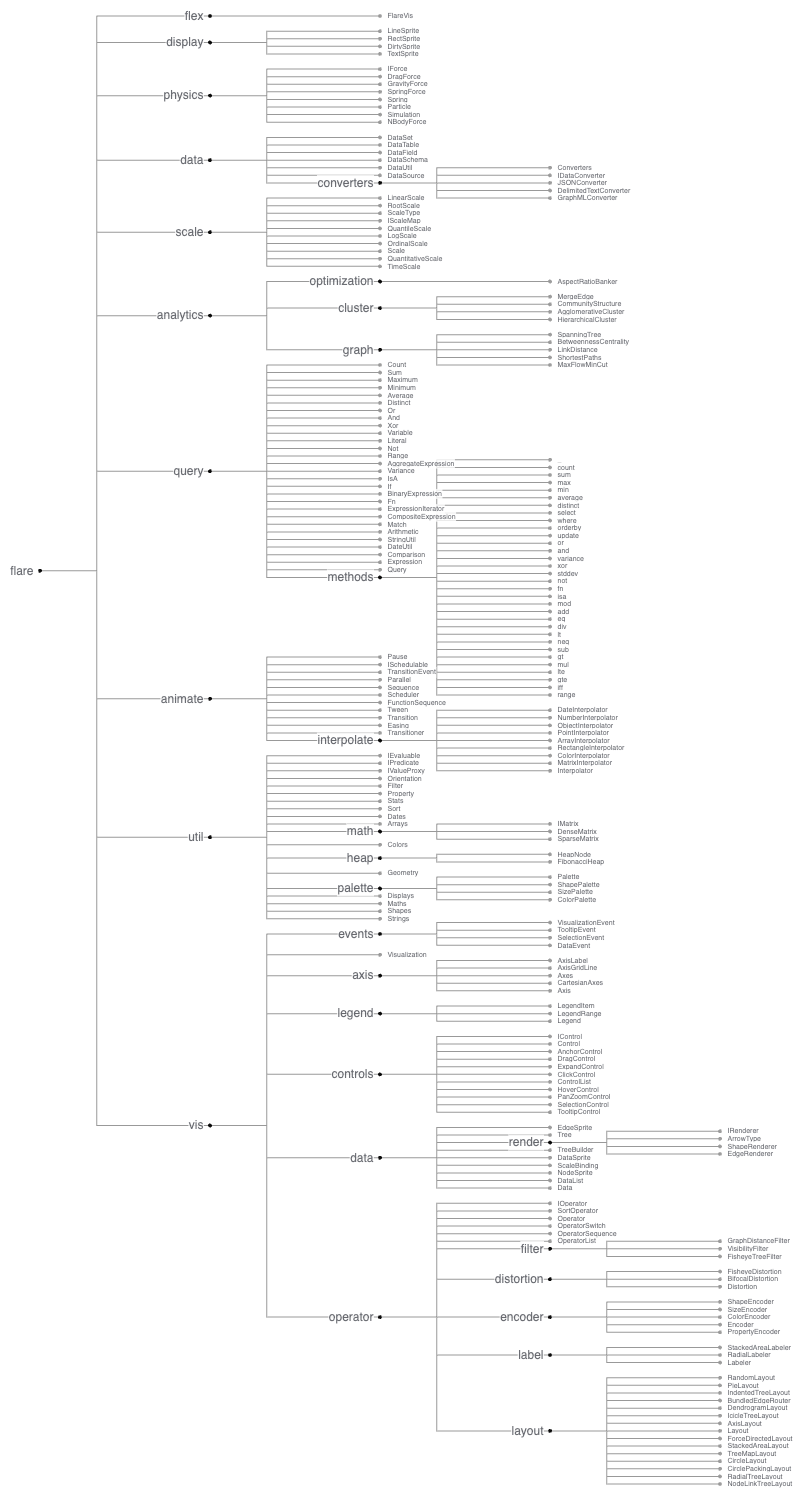 flare
flex
FlareVis
display
LineSprite
RectSprite
DirtySprite
TextSprite
physics
IForce
DragForce
GravityForce
SpringForce
Spring
Particle
Simulation
NBodyForce
data
DataSet
DataTable
DataField
DataSchema
DataUtil
DataSource
converters
Converters
IDataConverter
JSONConverter
DelimitedTextConverter
GraphMLConverter
scale
LinearScale
RootScale
ScaleType
IScaleMap
QuantileScale
LogScale
OrdinalScale
Scale
QuantitativeScale
TimeScale
analytics
optimization
AspectRatioBanker
cluster
MergeEdge
CommunityStructure
AgglomerativeCluster
HierarchicalCluster
graph
SpanningTree
BetweennessCentrality
LinkDistance
ShortestPaths
MaxFlowMinCut
query
Count
Sum
Maximum
Minimum
Average
Distinct
Or
And
Xor
Variable
Literal
Not
Range
AggregateExpression
Variance
IsA
If
BinaryExpression
Fn
ExpressionIterator
CompositeExpression
Match
Arithmetic
StringUtil
DateUtil
Comparison
Expression
Query
methods
_
count
sum
max
min
average
distinct
select
where
orderby
update
or
and
variance
xor
stddev
not
fn
isa
mod
add
eq
div
lt
neq
sub
gt
mul
lte
gte
iff
range
animate
Pause
ISchedulable
TransitionEvent
Parallel
Sequence
Scheduler
FunctionSequence
Tween
Transition
Easing
Transitioner
interpolate
DateInterpolator
NumberInterpolator
ObjectInterpolator
PointInterpolator
ArrayInterpolator
RectangleInterpolator
ColorInterpolator
MatrixInterpolator
Interpolator
util
IEvaluable
IPredicate
IValueProxy
Orientation
Filter
Property
Stats
Sort
Dates
Arrays
math
IMatrix
DenseMatrix
SparseMatrix
Colors
heap
HeapNode
FibonacciHeap
Geometry
palette
Palette
ShapePalette
SizePalette
ColorPalette
Displays
Maths
Shapes
Strings
vis
events
VisualizationEvent
TooltipEvent
SelectionEvent
DataEvent
Visualization
axis
AxisLabel
AxisGridLine
Axes
CartesianAxes
Axis
legend
LegendItem
LegendRange
Legend
controls
IControl
Control
AnchorControl
DragControl
ExpandControl
ClickControl
ControlList
HoverControl
PanZoomControl
SelectionControl
TooltipControl
data
EdgeSprite
Tree
render
IRenderer
ArrowType
ShapeRenderer
EdgeRenderer
TreeBuilder
DataSprite
ScaleBinding
NodeSprite
DataList
Data
operator
IOperator
SortOperator
Operator
OperatorSwitch
OperatorSequence
OperatorList
filter
GraphDistanceFilter
VisibilityFilter
FisheyeTreeFilter
distortion
FisheyeDistortion
BifocalDistortion
Distortion
encoder
ShapeEncoder
SizeEncoder
ColorEncoder
Encoder
PropertyEncoder
label
StackedAreaLabeler
RadialLabeler
Labeler
layout
RandomLayout
PieLayout
IndentedTreeLayout
BundledEdgeRouter
DendrogramLayout
IcicleTreeLayout
AxisLayout
Layout
ForceDirectedLayout
StackedAreaLayout
TreeMapLayout
CircleLayout
CirclePackingLayout
RadialTreeLayout
NodeLinkTreeLayout